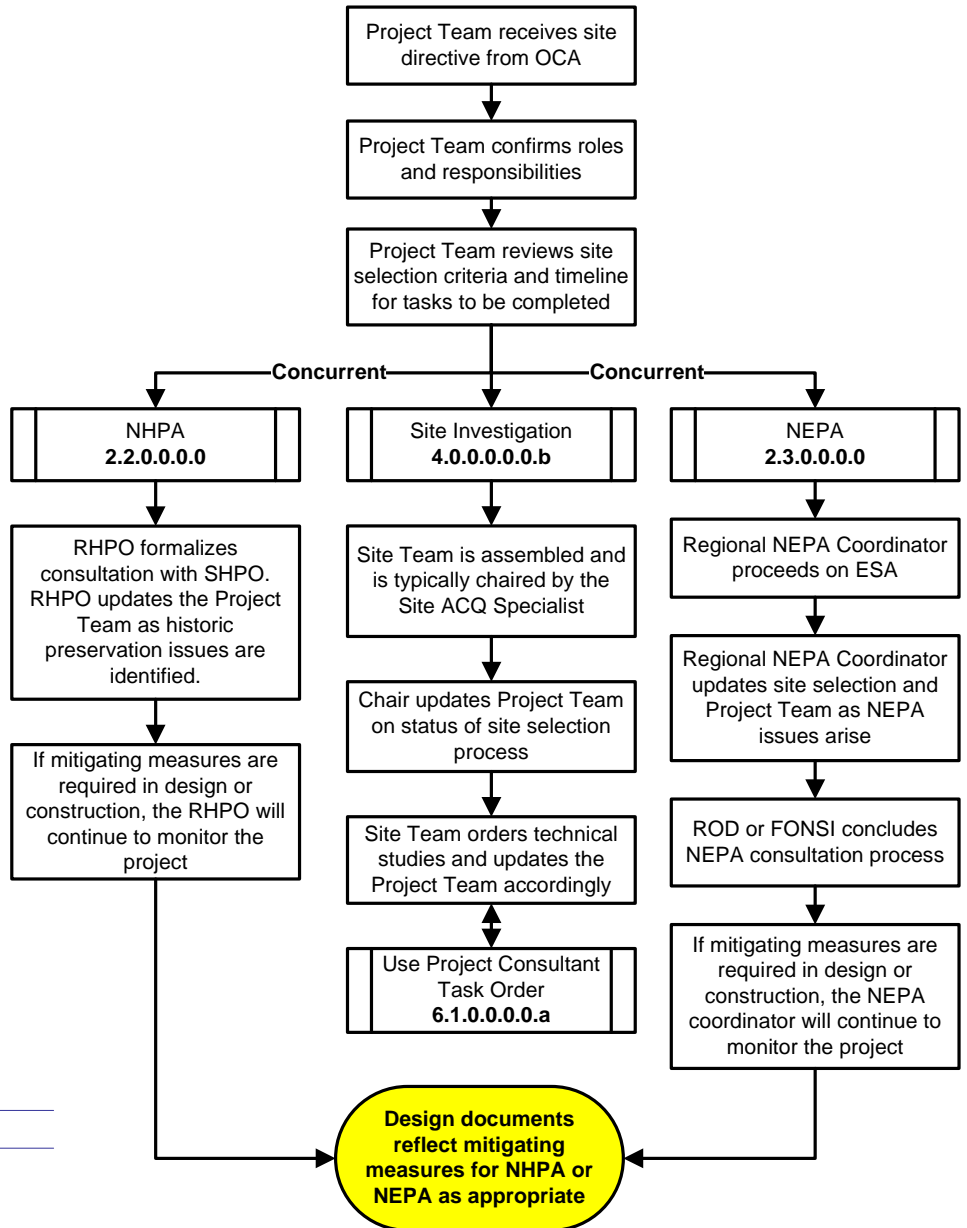 Project Team receives site
directive from OCA
Project Team confirms roles
and responsibilities
Project Team reviews site
selection criteria and timeline
for tasks to be completed
Concurrent
Concurrent
NHPA
2.2.0.0.0.0
RHPO formalizes
consultation with SHPO.
RHPO updates the Project
Team as historic
preservation issues are
identified.
If mitigating measures are
required in design or
construction, the RHPO will
continue to monitor the
project
Site Investigation
4.0.0.0.0.0.b
Site Team is assembled and
is typically chaired by the
Site ACQ Specialist
Chair updates Project Team
on status of site selection
process
Site Team orders technical
studies and updates the
Project Team accordingly
Use Project Consultant
Task Order
6.1.0.0.0.0.a
NEPA
2.3.0.0.0.0
Regional NEPA Coordinator
proceeds on ESA
Regional NEPA Coordinator
updates site selection and
Project Team as NEPA
issues arise
ROD or FONSI concludes
NEPA consultation process
If mitigating measures are
required in design or
construction, the NEPA
coordinator will continue to
monitor the project
Design documents
reflect mitigating
measures for NHPA or
NEPA as appropriate